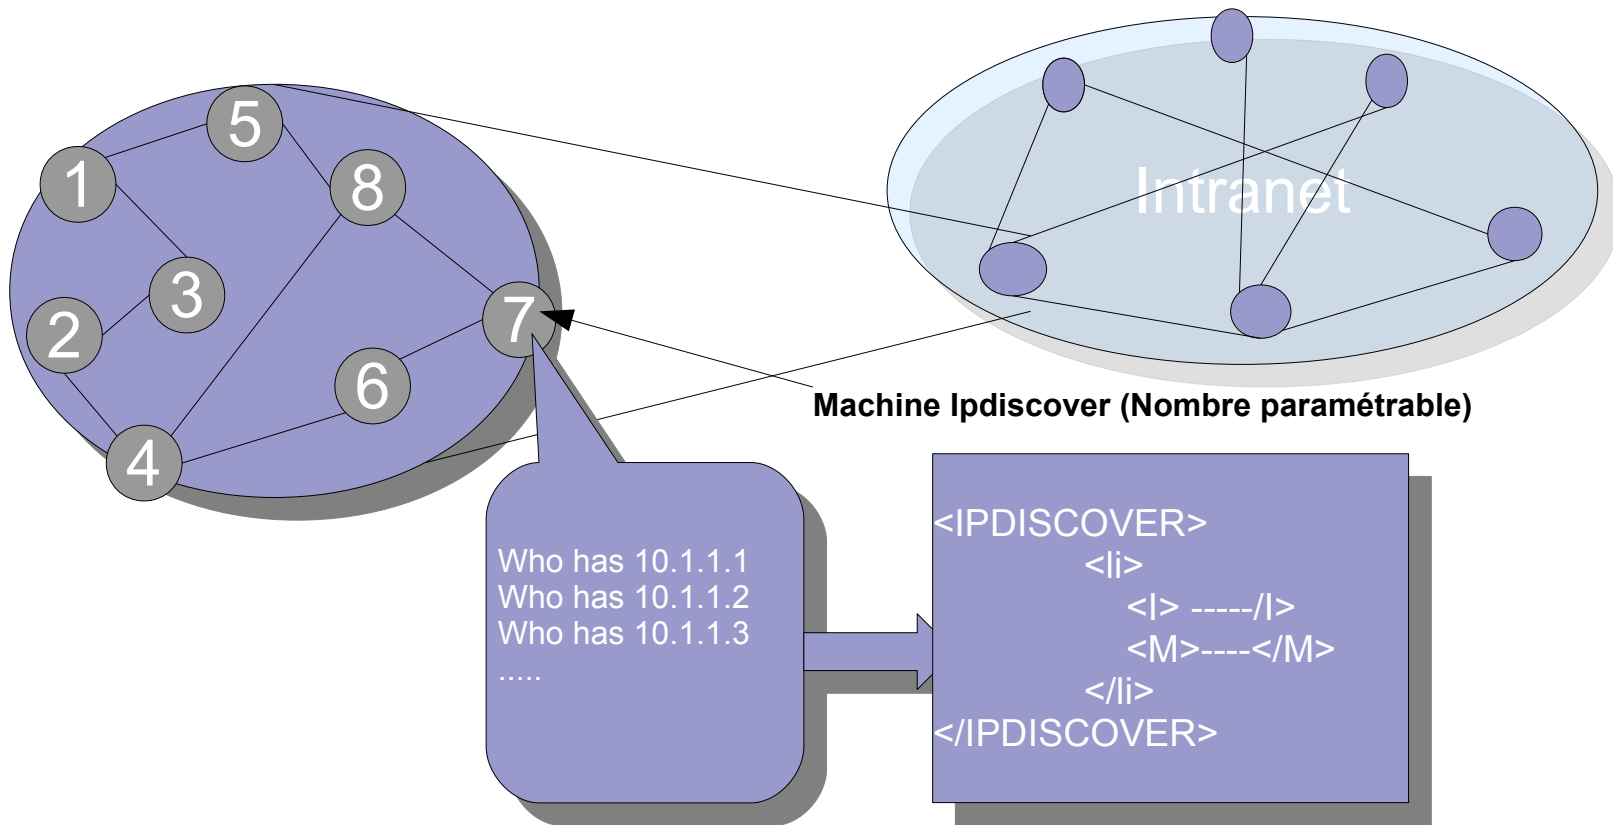 5
1
8
3
2
7
6
4
Intranet
Machine Ipdiscover (Nombre paramétrable)
Who has 10.1.1.1
Who has 10.1.1.2
Who has 10.1.1.3
.....
<IPDISCOVER>
<li>
<I> -----/I>
<M>----</M>
</li>
</IPDISCOVER>